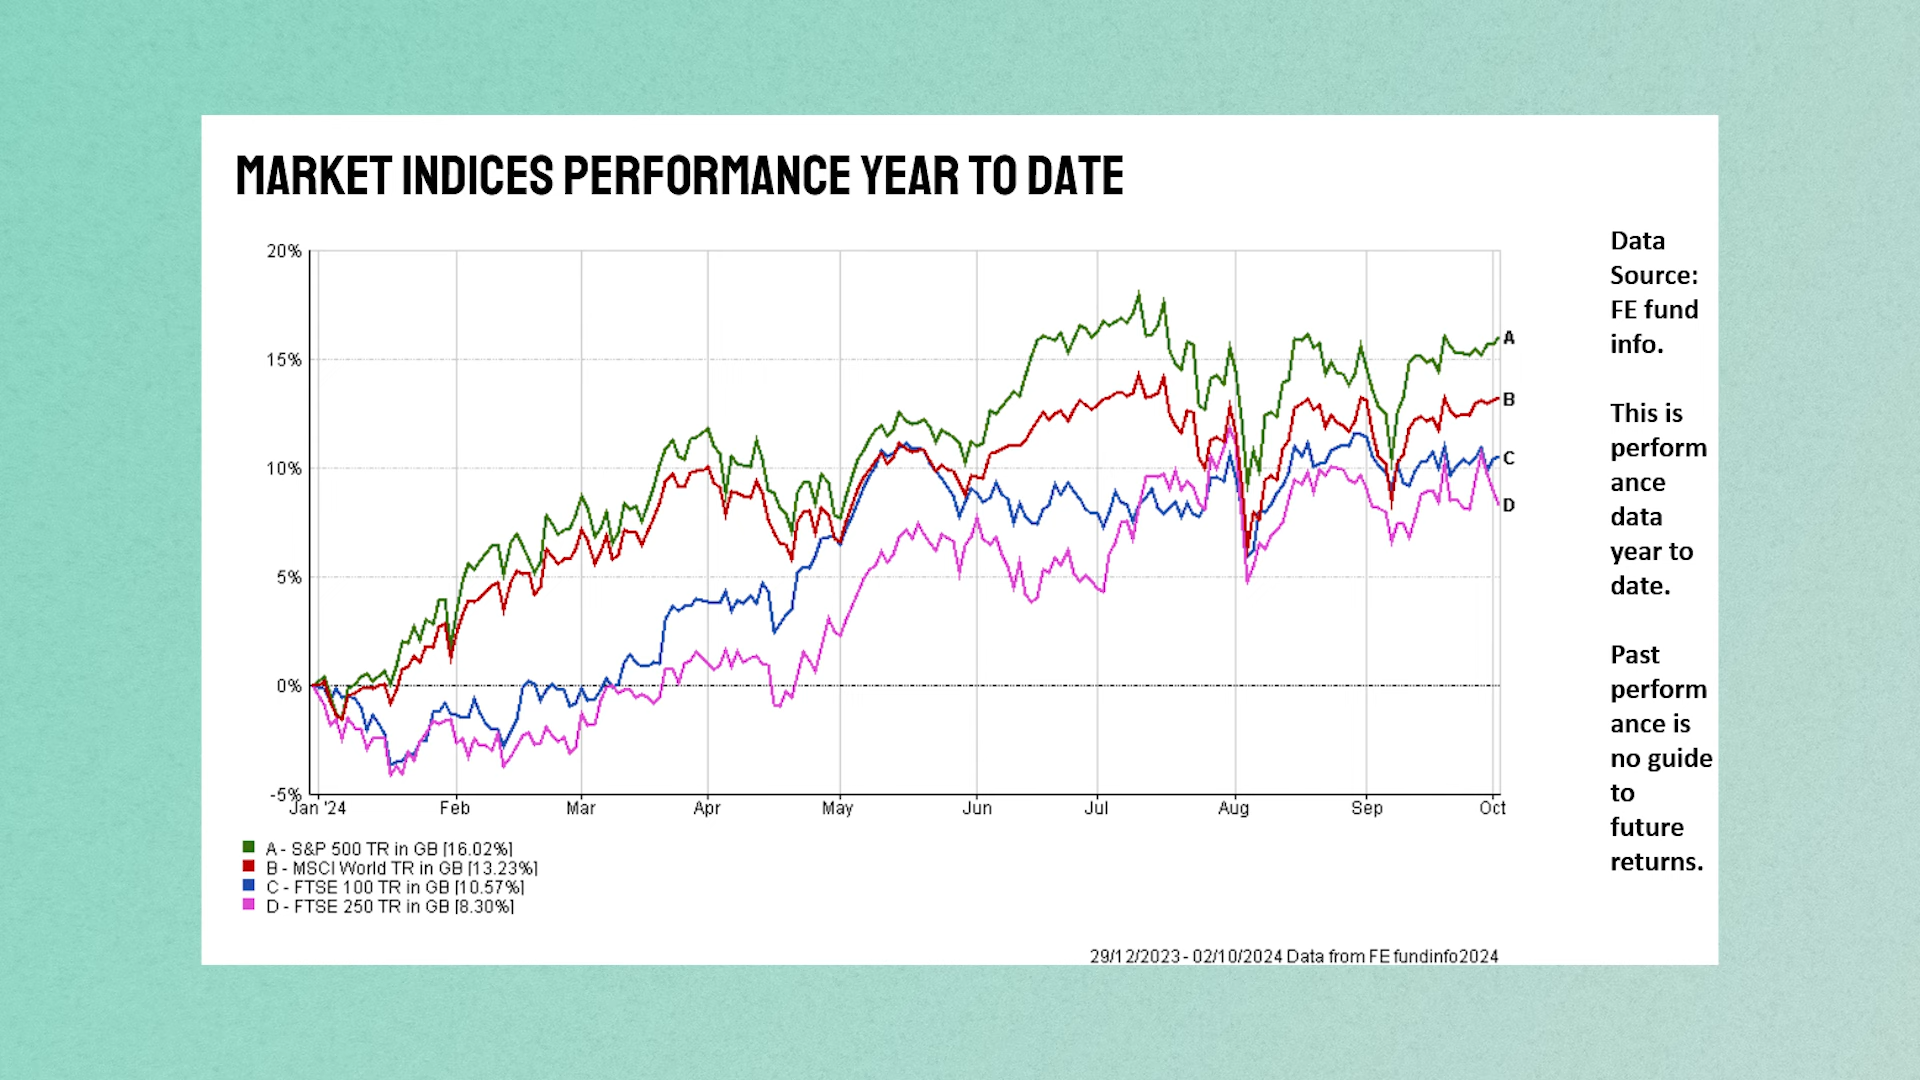 MARKET INDICES PERFORMANCE YEAR TO DATE
20%
15%
10%
5%
0%
-5%
Jan '24
Feb
Mar
Apr
May
Jun
Jul
Aug
Sep
Oct
A
B
C
D
A - S&P 500 TR in GB [16.02%]
B - MSCI World TR in GB [13.23%]
C - FTSE 100 TR in GB [10.57%]
D - FTSE 250 TR in GB [8.30%]
29/12/2023 - 02/10/2024 Data from FE fundinfo2024
Data
Source:
FE fund
info.
This is
perform
ance
data
year to
date.
Past
perform
ance is
no guide
to
future
returns.